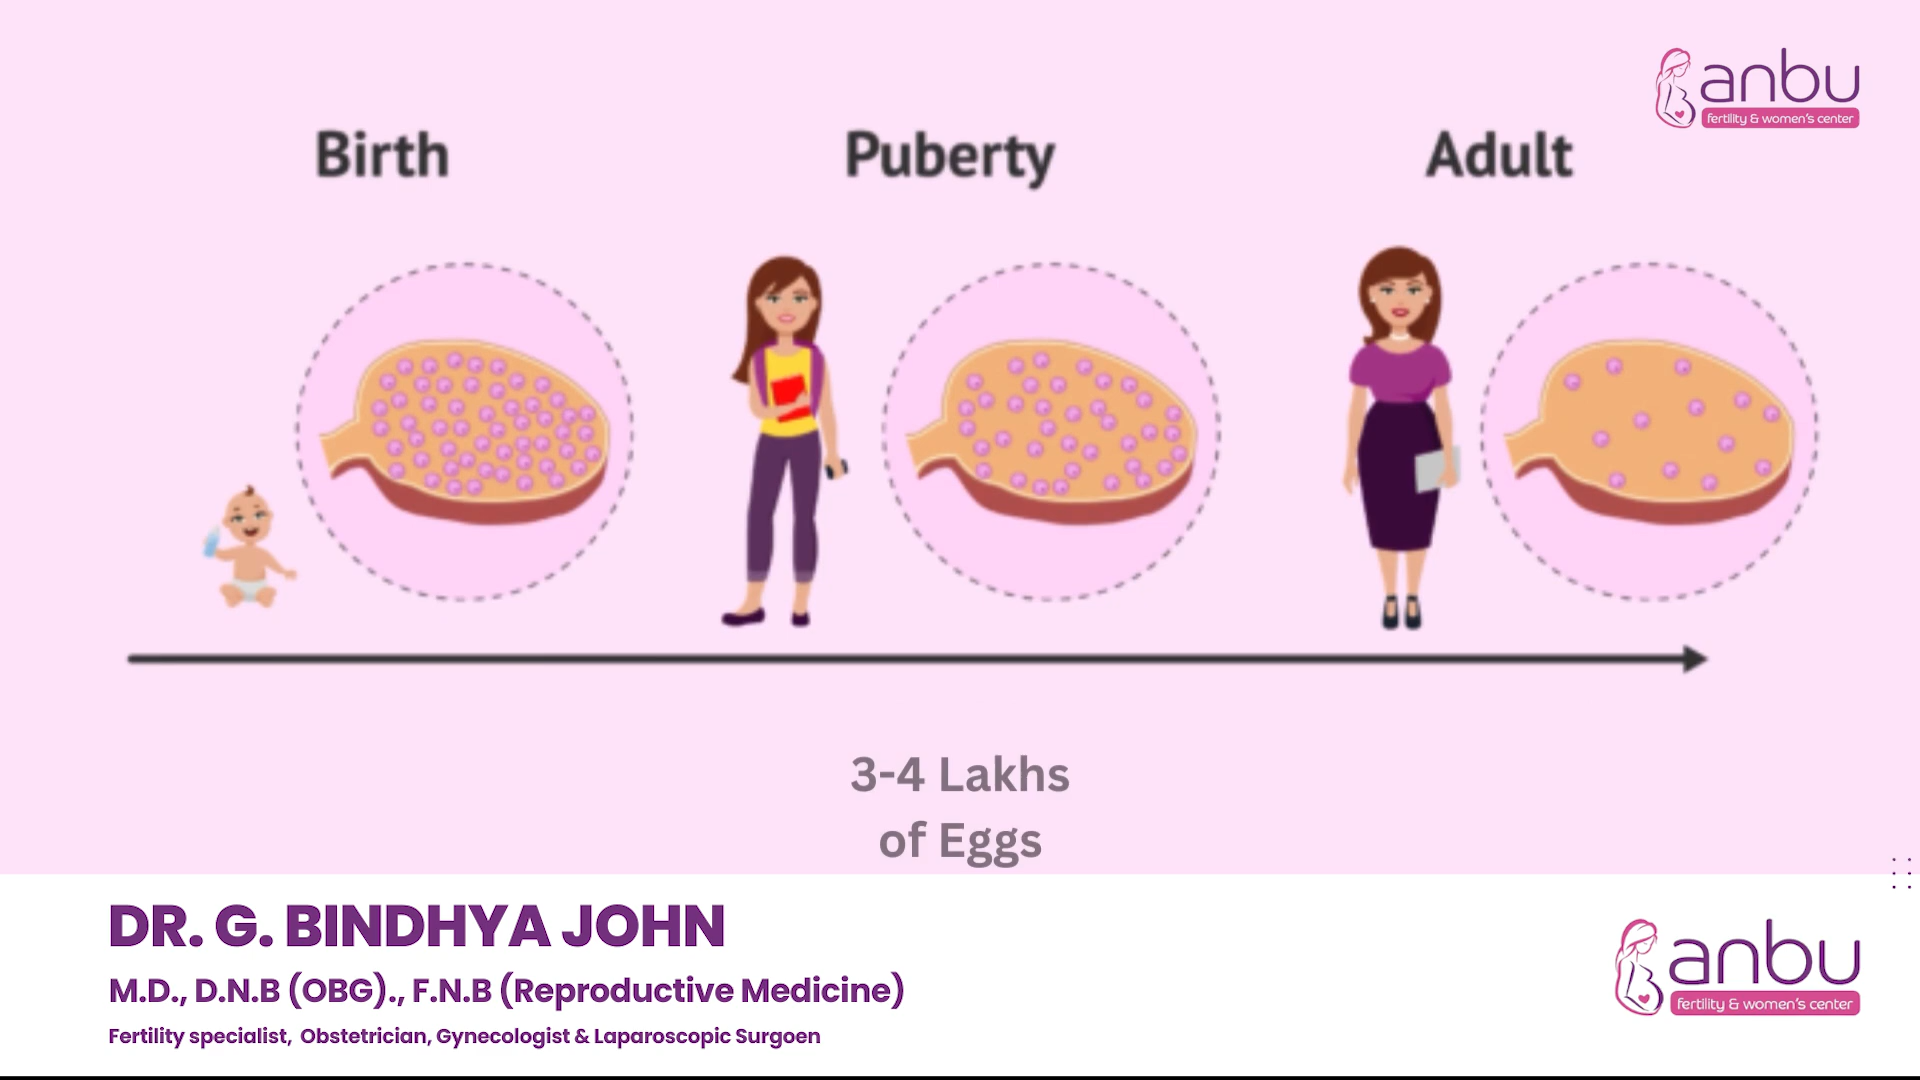 anbu
fertility & women's center
Birth Puberty Adult
3-4 Lakhs
of Eggs
DR. G. BINDHYA JOHN
M.D., D.N.B (OBG)., F.N.B (Reproductive Medicine)
Fertility specialist, Obstetrician, Gynecologist & Laparoscopic Surgoen
anbu
fertility & women's center